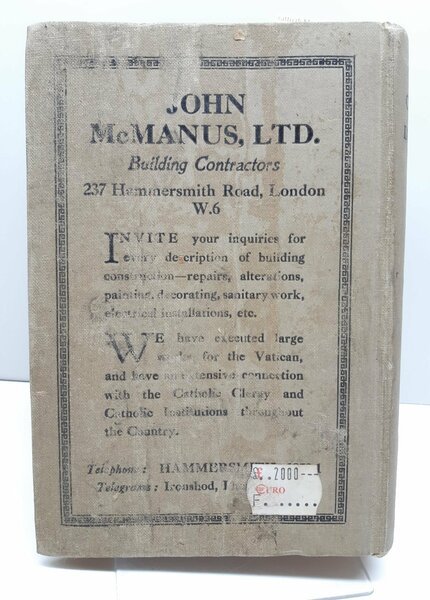 JOHN
McMANUS, LTD.
Building Contractors
237 Hammersmith Road, London
W.6
INVITE your inquiries for
every description of building
construction—repairs, alterations,
painting, decorating, sanitary work,
electrical installations, etc.
WE have executed large
works for the Vatican,
and have an extensive connection
with the Catholic Clergy and
Catholic Institutions throughout
the Country.
Telephone: HAMMERSM
Telegrams: Ironshod,
£..2000--
EURO
F.......